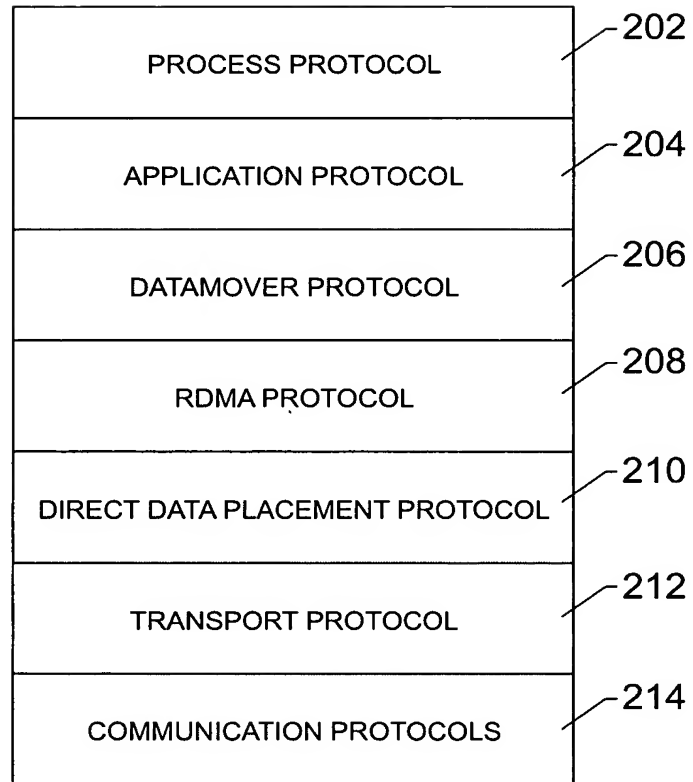 PROCESS PROTOCOL 202
APPLICATION PROTOCOL 204
DATAMOVER PROTOCOL 206
RDMA PROTOCOL 208
DIRECT DATA PLACEMENT PROTOCOL 210
TRANSPORT PROTOCOL 212
COMMUNICATION PROTOCOLS 214